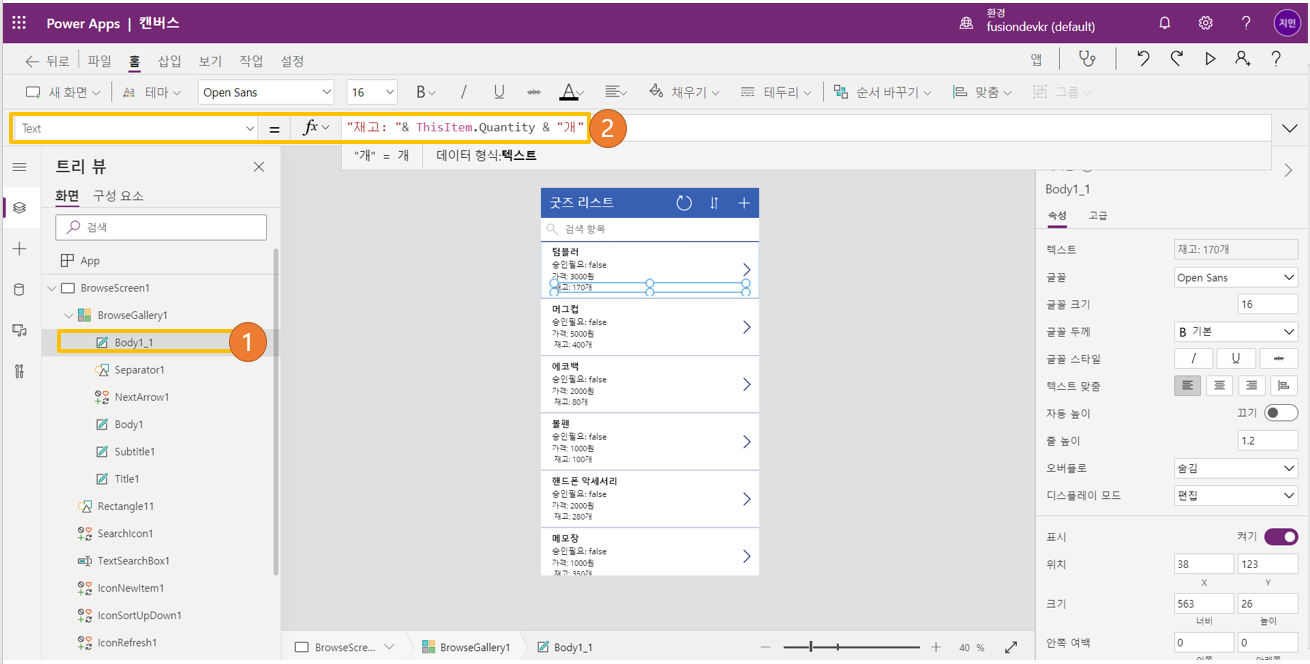 Power Apps | 캔버스
환경
fusiondevkr (default)
지민
뒤로
파일
홈
삽입
보기
작업
설정
앱
새 화면
테마
Open Sans
16
B
/
U
abc
A
채우기
테두리
순서 바꾸기
맞춤
그룹
Text
=
fx
"재고: "& ThisItem.Quantity & "개"
2
"개" = 개
데이터 형식:텍스트
트리 뷰
화면
구성 요소
검색
App
BrowseScreen1
BrowseGallery1
Body1_1
1
Separator1
NextArrow1
Body1
Subtitle1
Title1
Rectangle11
SearchIcon1
TextSearchBox1
IconNewItem1
IconSortUpDown1
IconRefresh1
굿즈 리스트
검색 항목
텀블러
승인필요: false
가격: 3000원
재고: 170개
머그컵
승인필요: false
가격: 5000원
재고: 400개
에코백
승인필요: false
가격: 2000원
재고: 80개
볼펜
승인필요: false
가격: 1000원
재고: 100개
핸드폰 악세서리
승인필요: false
가격: 2000원
재고: 280개
메모장
승인필요: false
가격: 1000원
재고: 350개
BrowseScre...
BrowseGallery1
Body1_1
40 %
Body1_1
속성
고급
텍스트
재고: 170개
글꼴
Open Sans
글꼴 크기
16
글꼴 두께
B 기본
글꼴 스타일
/
U
abc
텍스트 맞춤
자동 높이
끄기
줄 높이
1.2
오버플로
숨김
디스플레이 모드
편집
표시
켜기
위치
38
123
X
Y
크기
563
26
너비
높이
안쪽 여백
0
0